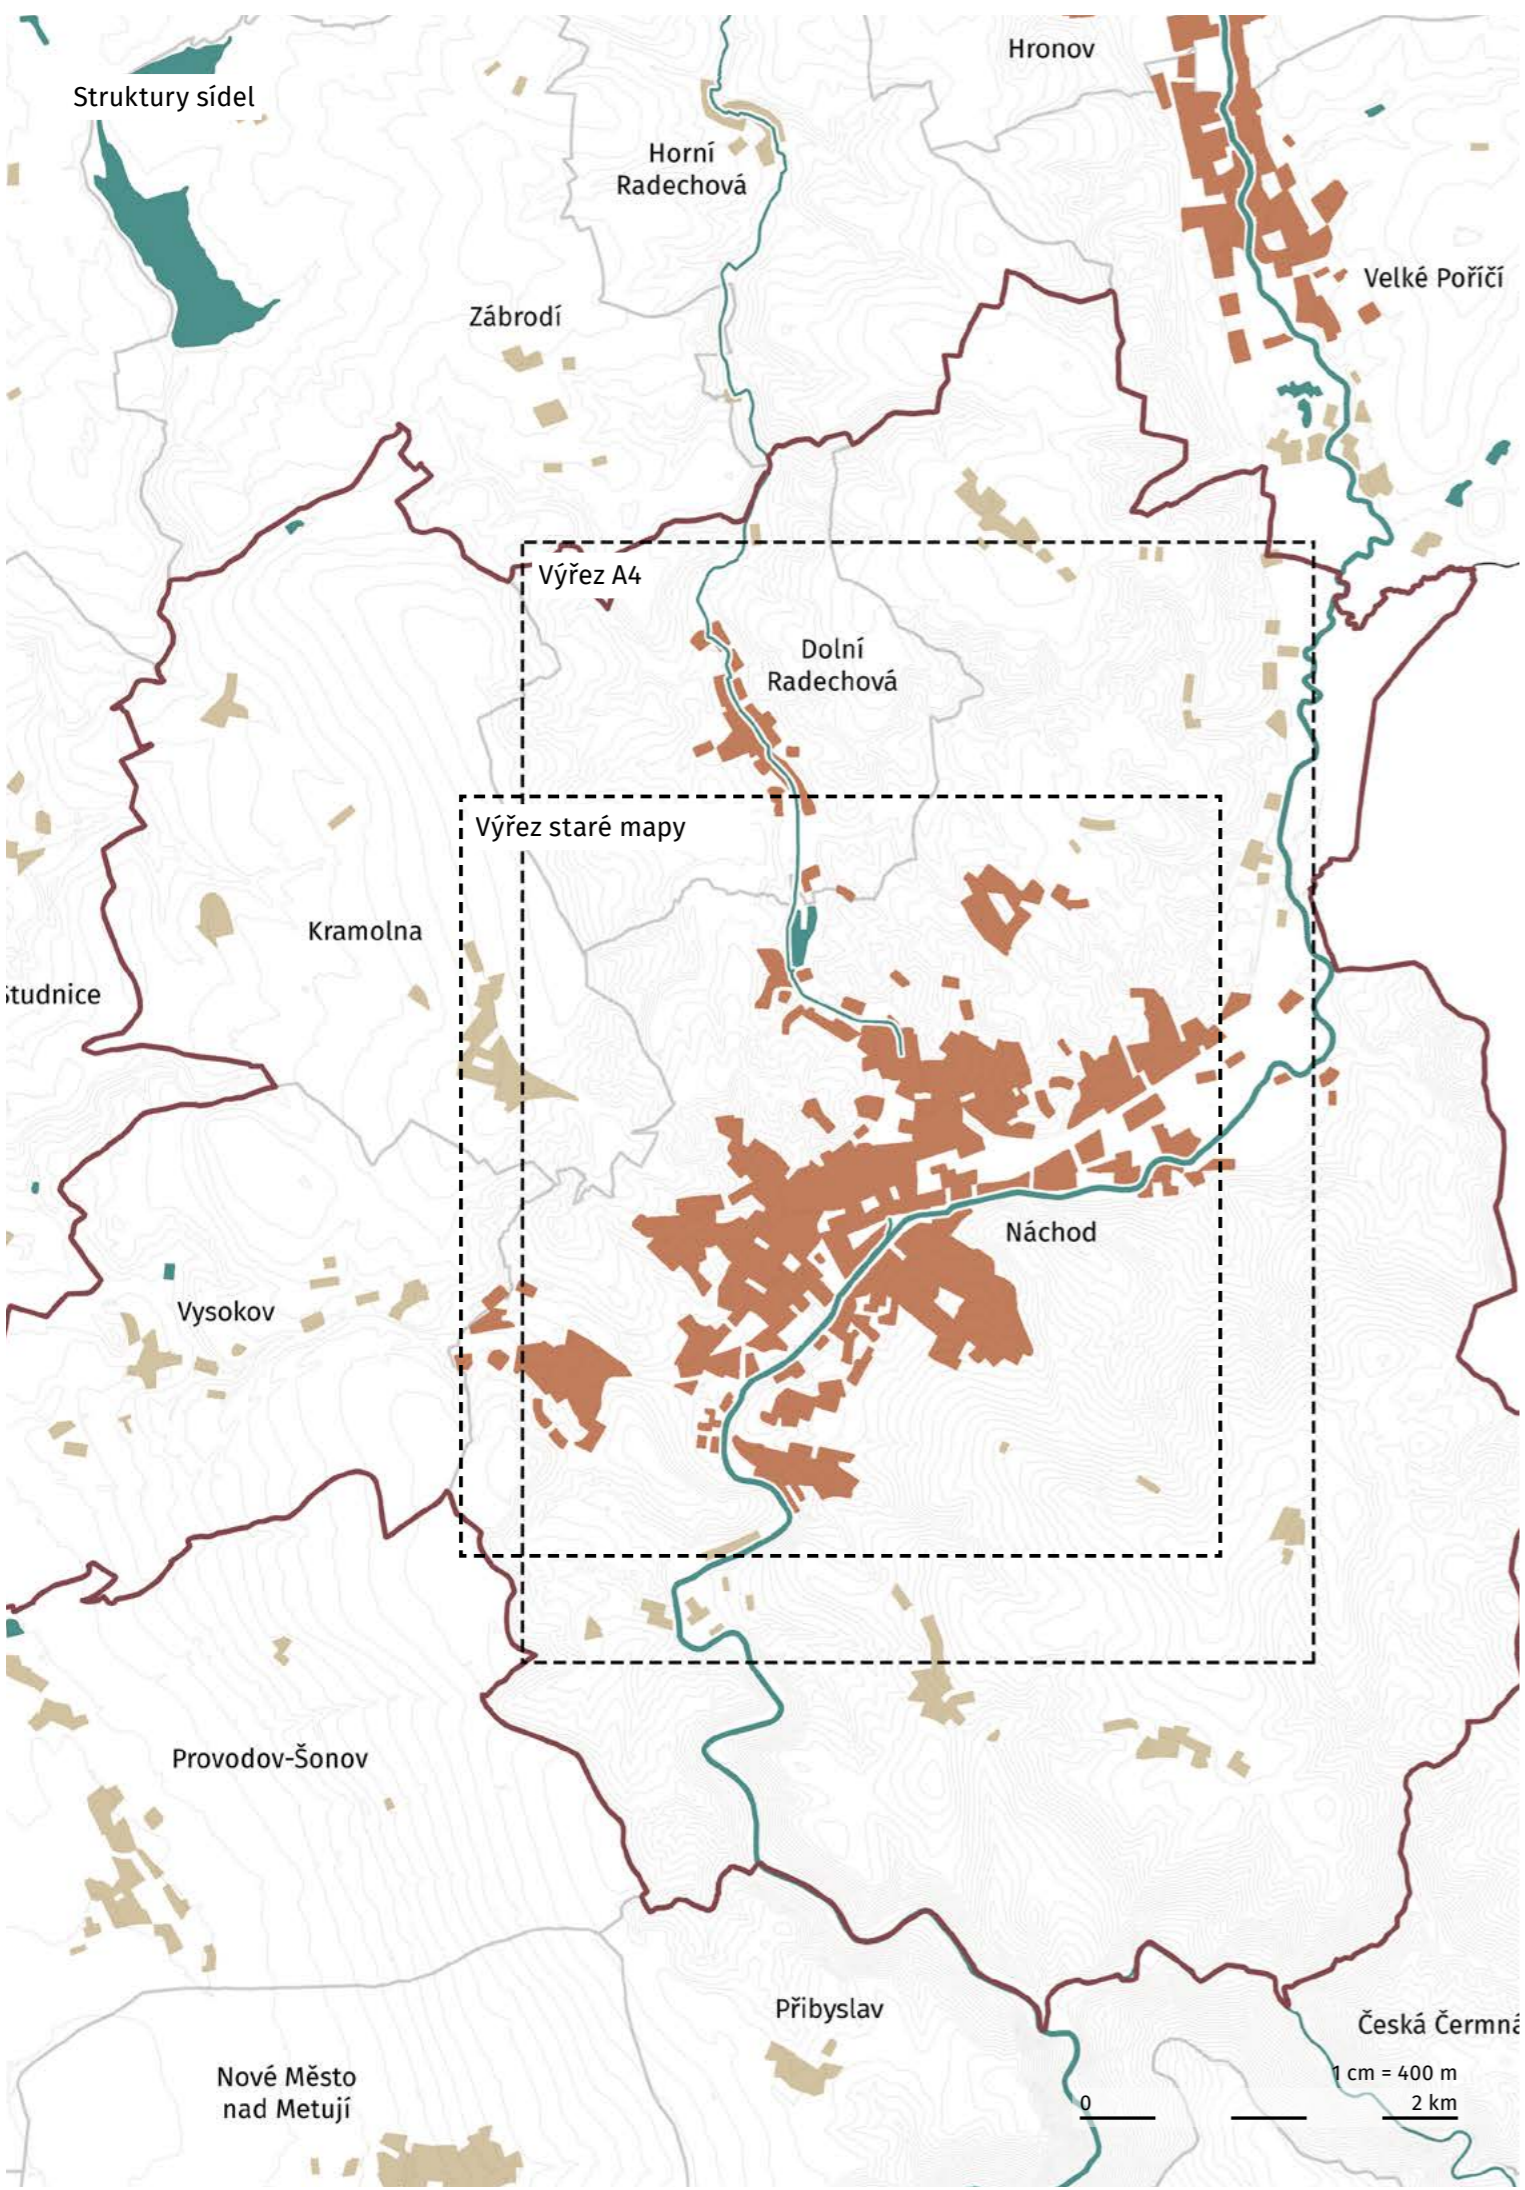 Hronov
Struktury sídel
Horní
Radechová
Velké Poříčí
Zábrodí
Výřez A4
Dolní
Radechová
Výřez staré mapy
Kramolna
Studnice
Náchod
Vysokov
Provodov-Šonov
Přibyslav
Česká Čermná
Nové Město
nad Metují
1 cm = 400 m
0
2 km